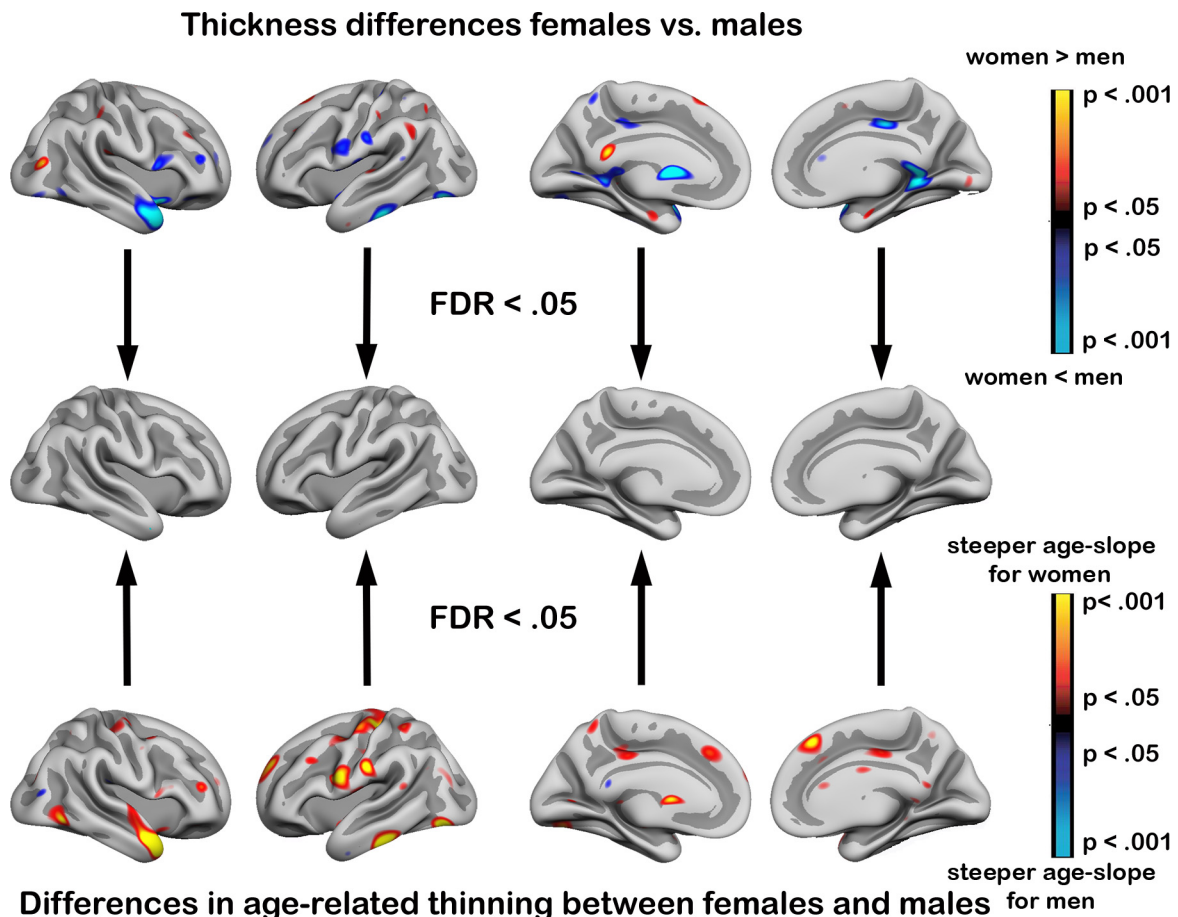 Thickness differences females vs. males
women > men
p < .001
p < .05
p < .05
p < .001
women < men
FDR < .05
FDR < .05
steeper age-slope
for women
p< .001
p < .05
p < .05
p < .001
steeper age-slope
for men
Differences in age-related thinning between females and males